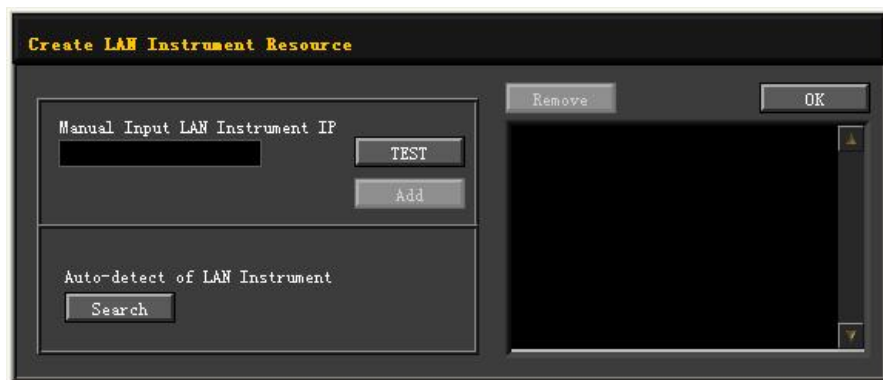 Create LAN Instrument Resource
Remove
OK
Manual Input LAN Instrument IP
TEST
Add
Auto-detect of LAN Instrument
Search